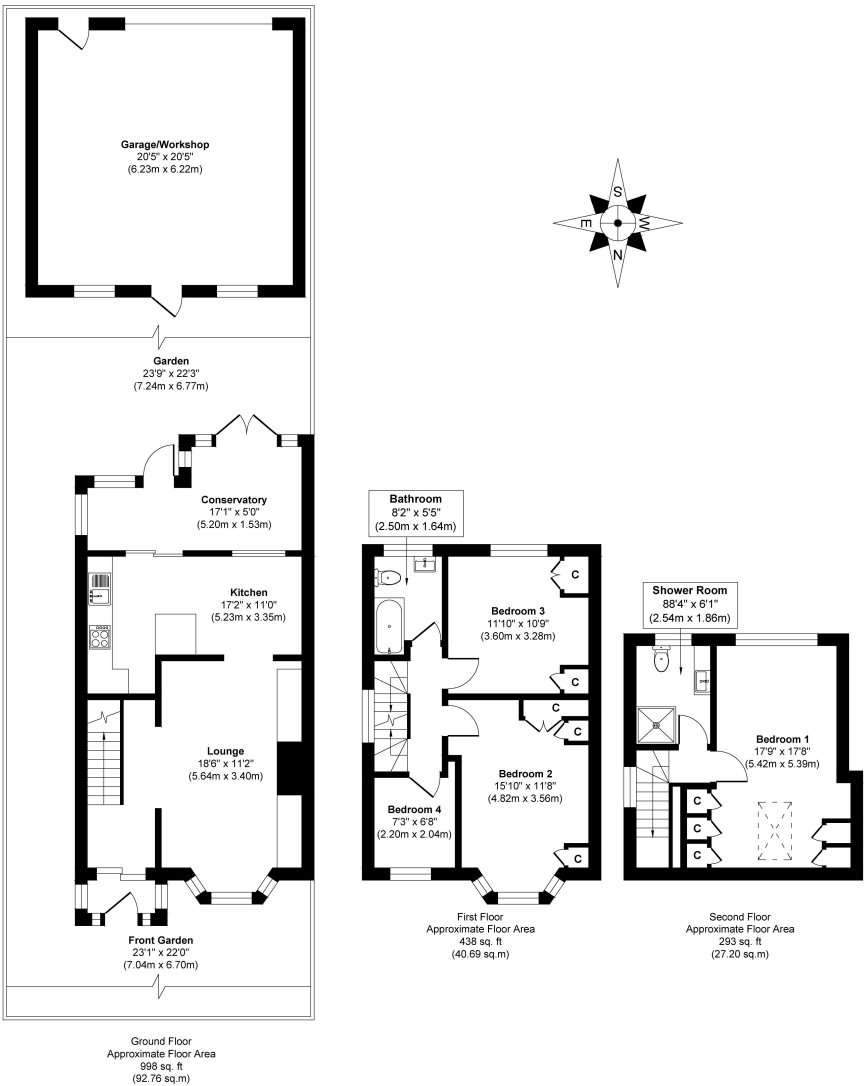 Garage/Workshop
20'5" x 20'5"
(6.23m x 6.22m)
S
E
W
N
Garden
23'9" x 22'3"
(7.24m x 6.77m)
Conservatory
17'1" x 5'0"
(5.20m x 1.53m)
Kitchen
17'2" x 11'0"
(5.23m x 3.35m)
Lounge
18'6" x 11'2"
(5.64m x 3.40m)
Front Garden
23'1" x 22'0"
(7.04m x 6.70m)
Ground Floor
Approximate Floor Area
998 sq. ft
(92.76 sq.m)
Bathroom
8'2" x 5'5"
(2.50m x 1.64m)
C
Bedroom 3
11'10" x 10'9"
(3.60m x 3.28m)
C
C
C
Bedroom 2
15'10" x 11'8"
(4.82m x 3.56m)
Bedroom 4
7'3" x 6'8"
(2.20m x 2.04m)
C
First Floor
Approximate Floor Area
438 sq. ft
(40.69 sq.m)
Shower Room
88'4" x 6'1"
(2.54m x 1.86m)
Bedroom 1
17'9" x 17'8"
(5.42m x 5.39m)
C
C
C
Second Floor
Approximate Floor Area
293 sq. ft
(27.20 sq.m)